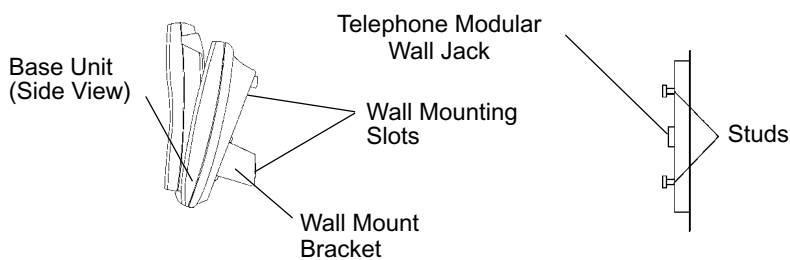 Telephone Modular
Wall Jack
Base Unit
(Side View)
Wall Mounting
Slots
Studs
Wall Mount
Bracket